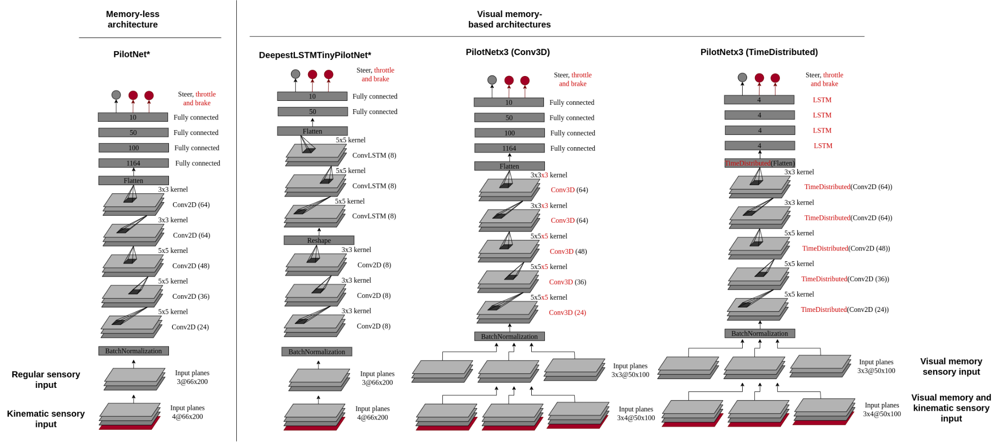 Memory-less
architecture
Visual memory-
based architectures
PilotNet*
Steer, throttle
and brake
10
Fully connected
50
Fully connected
100
Fully connected
1164
Fully connected
Flatten
3x3 kernel
Conv2D (64)
3x3 kernel
Conv2D (64)
5x5 kernel
Conv2D (48)
5x5 kernel
Conv2D (36)
5x5 kernel
Conv2D (24)
BatchNormalization
Regular sensory
input
Input planes
3@66x200
Kinematic sensory
input
Input planes
4@66x200
DeepestLSTMTinyPilotNet*
Steer, throttle
and brake
10
Fully connected
50
Fully connected
Flatten
5x5 kernel
ConvLSTM (8)
5x5 kernel
ConvLSTM (8)
5x5 kernel
ConvLSTM (8)
Reshape
3x3 kernel
Conv2D (8)
3x3 kernel
Conv2D (8)
3x3 kernel
Conv2D (8)
BatchNormalization
Input planes
3@66x200
Input planes
4@66x200
PilotNetx3 (Conv3D)
Steer, throttle
and brake
10
Fully connected
50
Fully connected
100
Fully connected
1164
Fully connected
Flatten
3x3x3 kernel
Conv3D (64)
3x3x3 kernel
Conv3D (64)
5x5x5 kernel
Conv3D (48)
5x5x5 kernel
Conv3D (36)
5x5x5 kernel
Conv3D (24)
BatchNormalization
Input planes
3x3@50x100
Input planes
3x4@50x100
PilotNetx3 (TimeDistributed)
Steer, throttle
and brake
4
LSTM
4
LSTM
4
LSTM
4
LSTM
TimeDistributed(Flatten)
3x3 kernel
TimeDistributed(Conv2D (64))
3x3 kernel
TimeDistributed(Conv2D (64))
5x5 kernel
TimeDistributed(Conv2D (48))
5x5 kernel
TimeDistributed(Conv2D (36))
5x5 kernel
TimeDistributed(Conv2D (24))
BatchNormalization
Input planes
3x3@50x100
Visual memory
sensory input
Input planes
3x4@50x100
Visual memory and
kinematic sensory
input